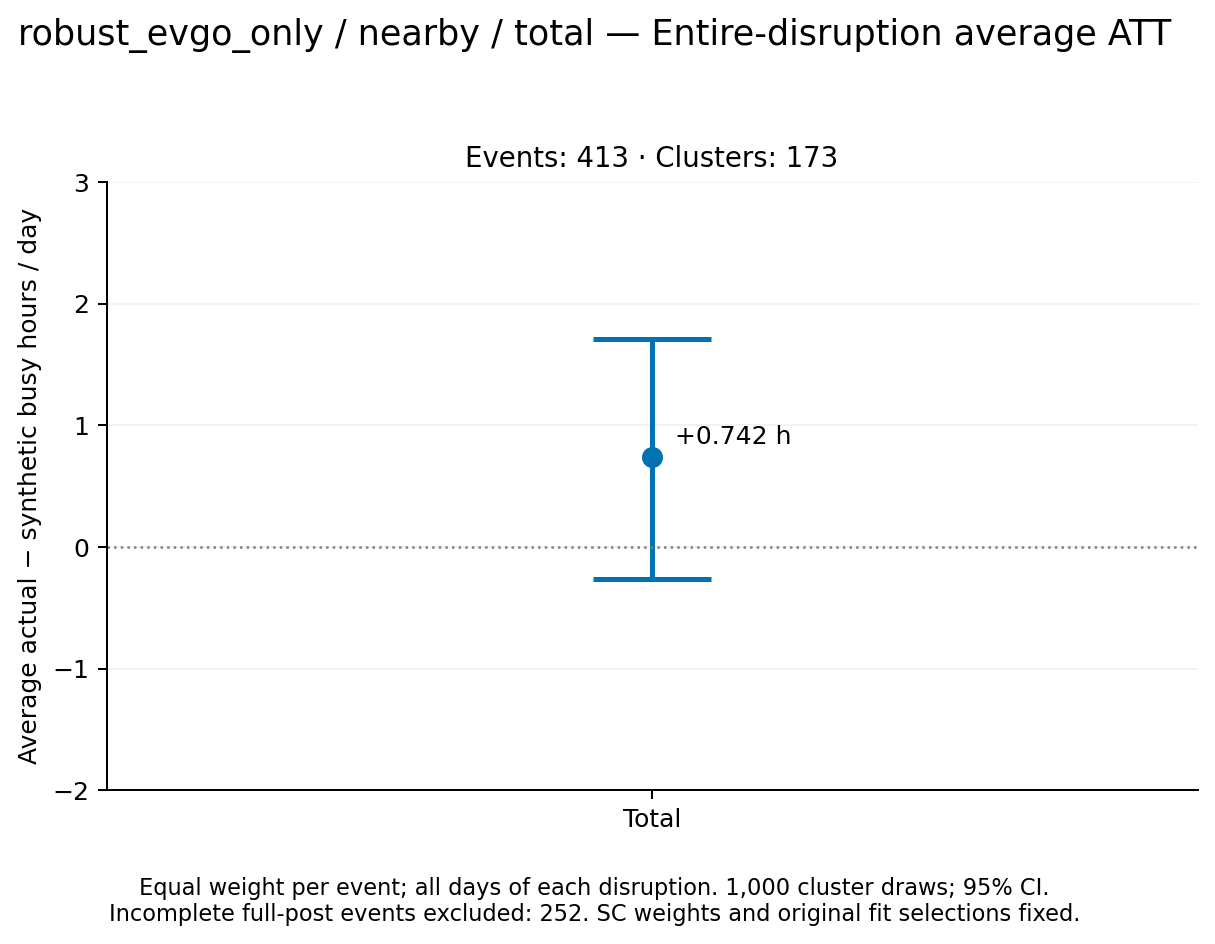 robust_evgo_only / nearby / total — Entire-disruption average ATT
Events: 413 · Clusters: 173
Average actual − synthetic busy hours / day
3
2
1
0
−1
−2
+0.742 h
Total
Equal weight per event; all days of each disruption. 1,000 cluster draws; 95% CI.
Incomplete full-post events excluded: 252. SC weights and original fit selections fixed.